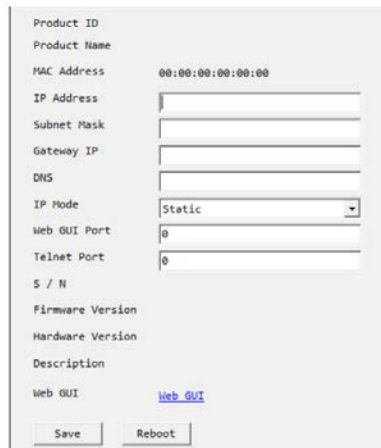 Product ID
Product Name
MAC Address 00:00:00:00:00:00
IP Address
Subnet Mask
Gateway IP
DNS
IP Mode Static
Web GUI Port 0
Telnet Port 0
S / N
Firmware Version
Hardware Version
Description
Web GUI Web GUI
Save Reboot